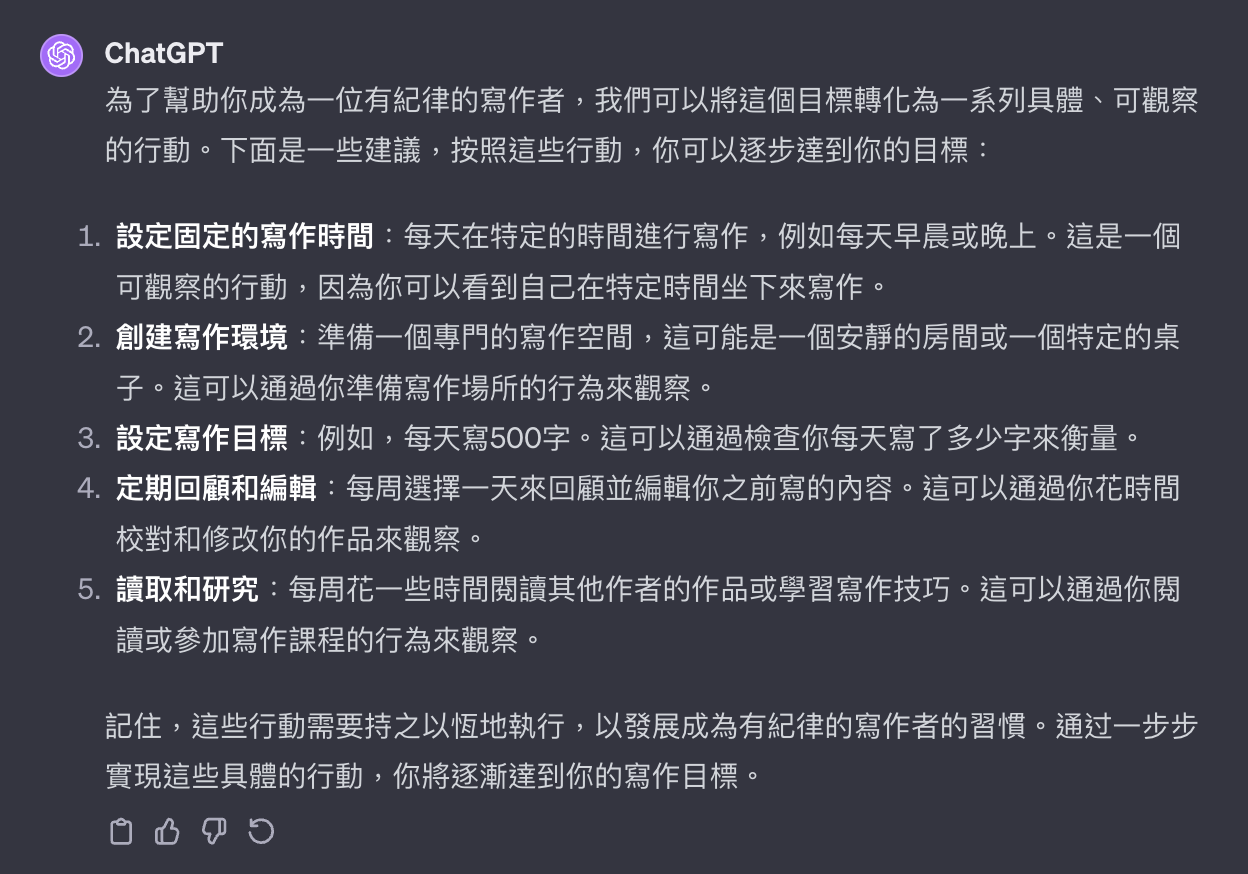 ChatGPT
為了幫助你成為一位有紀律的寫作者，我們可以將這個目標轉化為一系列具體、可觀察
的行動。下面是一些建議，按照這些行動，你可以逐步達到你的目標：
1. 設定固定的寫作時間：每天在特定的時間進行寫作，例如每天早晨或晚上。這是一個
可觀察的行動，因為你可以看到自己在特定時間坐下來寫作。
2. 創建寫作環境：準備一個專門的寫作空間，這可能是一個安靜的房間或一個特定的桌
子。這可以通過你準備寫作場所的行為來觀察。
3. 設定寫作目標：例如，每天寫500字。這可以通過檢查你每天寫了多少字來衡量。
4. 定期回顧和編輯：每周選擇一天來回顧並編輯你之前寫的內容。這可以通過你花時間
校對和修改你的作品來觀察。
5. 讀取和研究：每周花一些時間閱讀其他作者的作品或學習寫作技巧。這可以通過你閱
讀或參加寫作課程的行為來觀察。
記住，這些行動需要持之以恆地執行，以發展成為有紀律的寫作者的習慣。通过一步步
實現這些具體的行動，你將逐漸達到你的寫作目標。